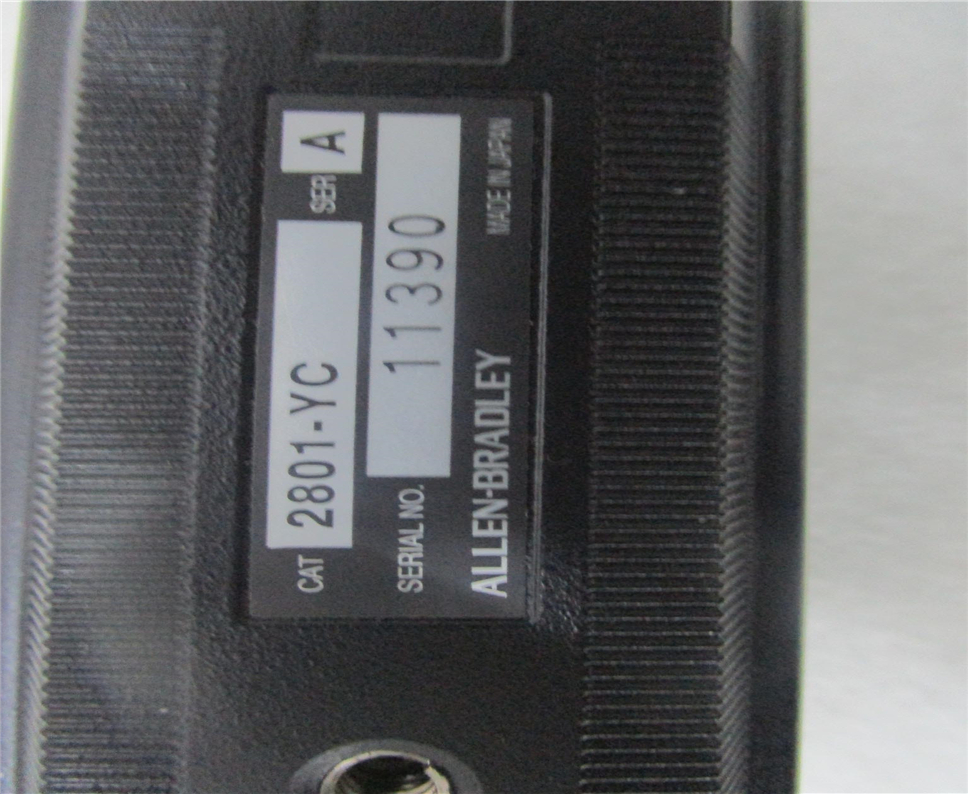 CAT 2801-YC SER A
SERIAL NO. 11390
ALLEN-BRADLEY MADE IN JAPAN